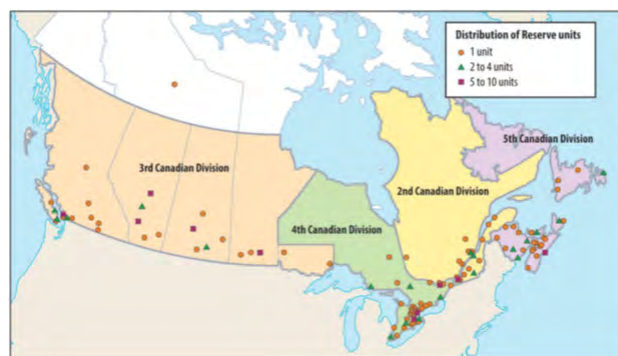 Distribution of Reserve units
1 unit
2 to 4 units
5 to 10 units
5th Canadian Division
3rd Canadian Division
2nd Canadian Division
4th Canadian Division